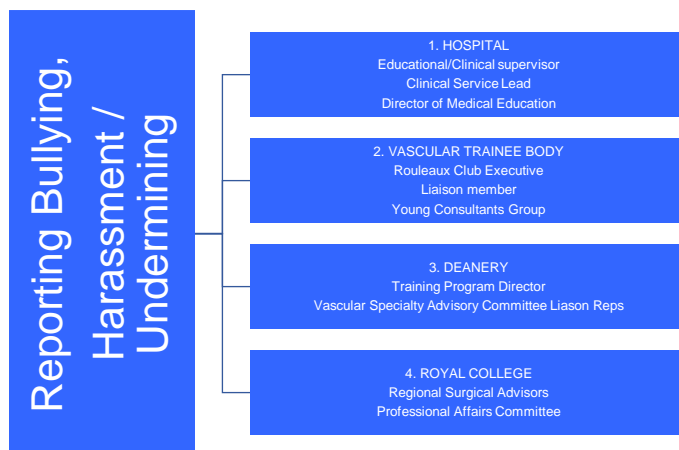 Reporting Bullying,
Harassment /
Undermining
1. HOSPITAL
Educational/Clinical supervisor
Clinical Service Lead
Director of Medical Education
2. VASCULAR TRAINEE BODY
Rouleaux Club Executive
Liaison member
Young Consultants Group
3. DEANERY
Training Program Director
Vascular Specialty Advisory Committee Liason Reps
4. ROYAL COLLEGE
Regional Surgical Advisors
Professional Affairs Committee